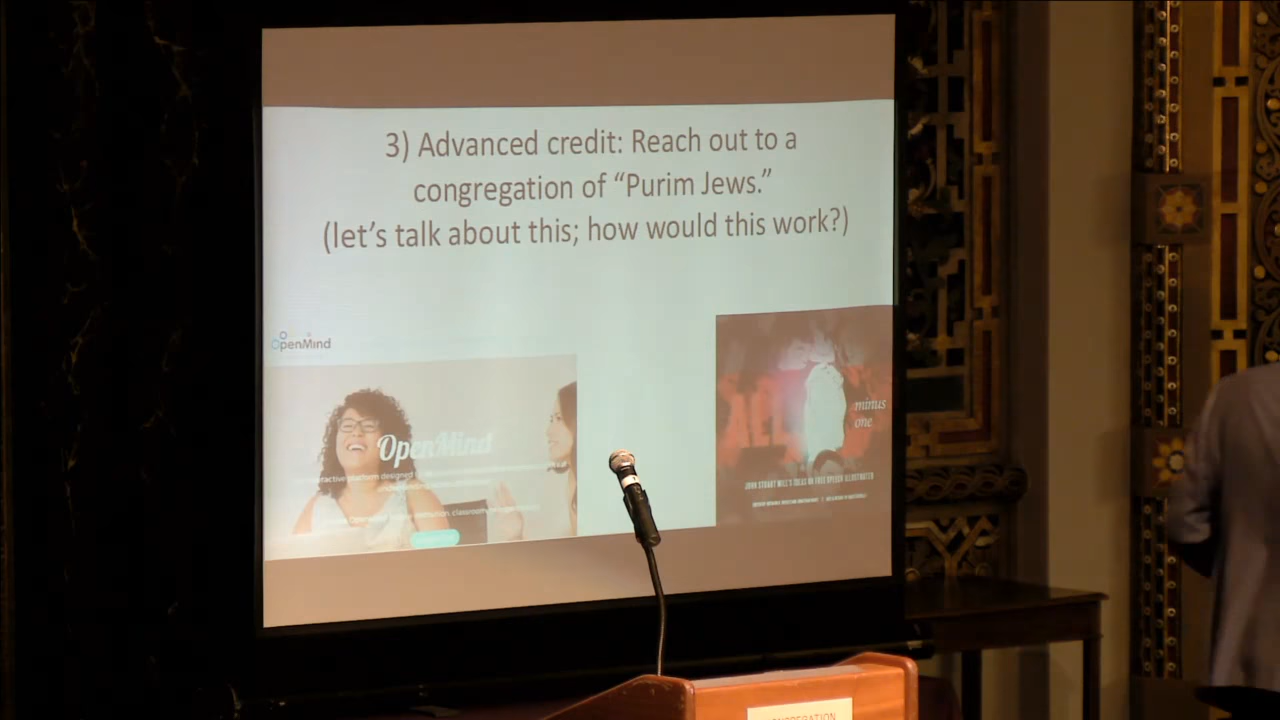 3) Advanced credit: Reach out to a
congregation of “Purim Jews.”
(let’s talk about this; how would this work?)
OpenMind
OpenMind
minus
one
JOHN STUART MILL'S IDEAS ON FREE SPEECH ILLUSTRATED
CONGREGATION